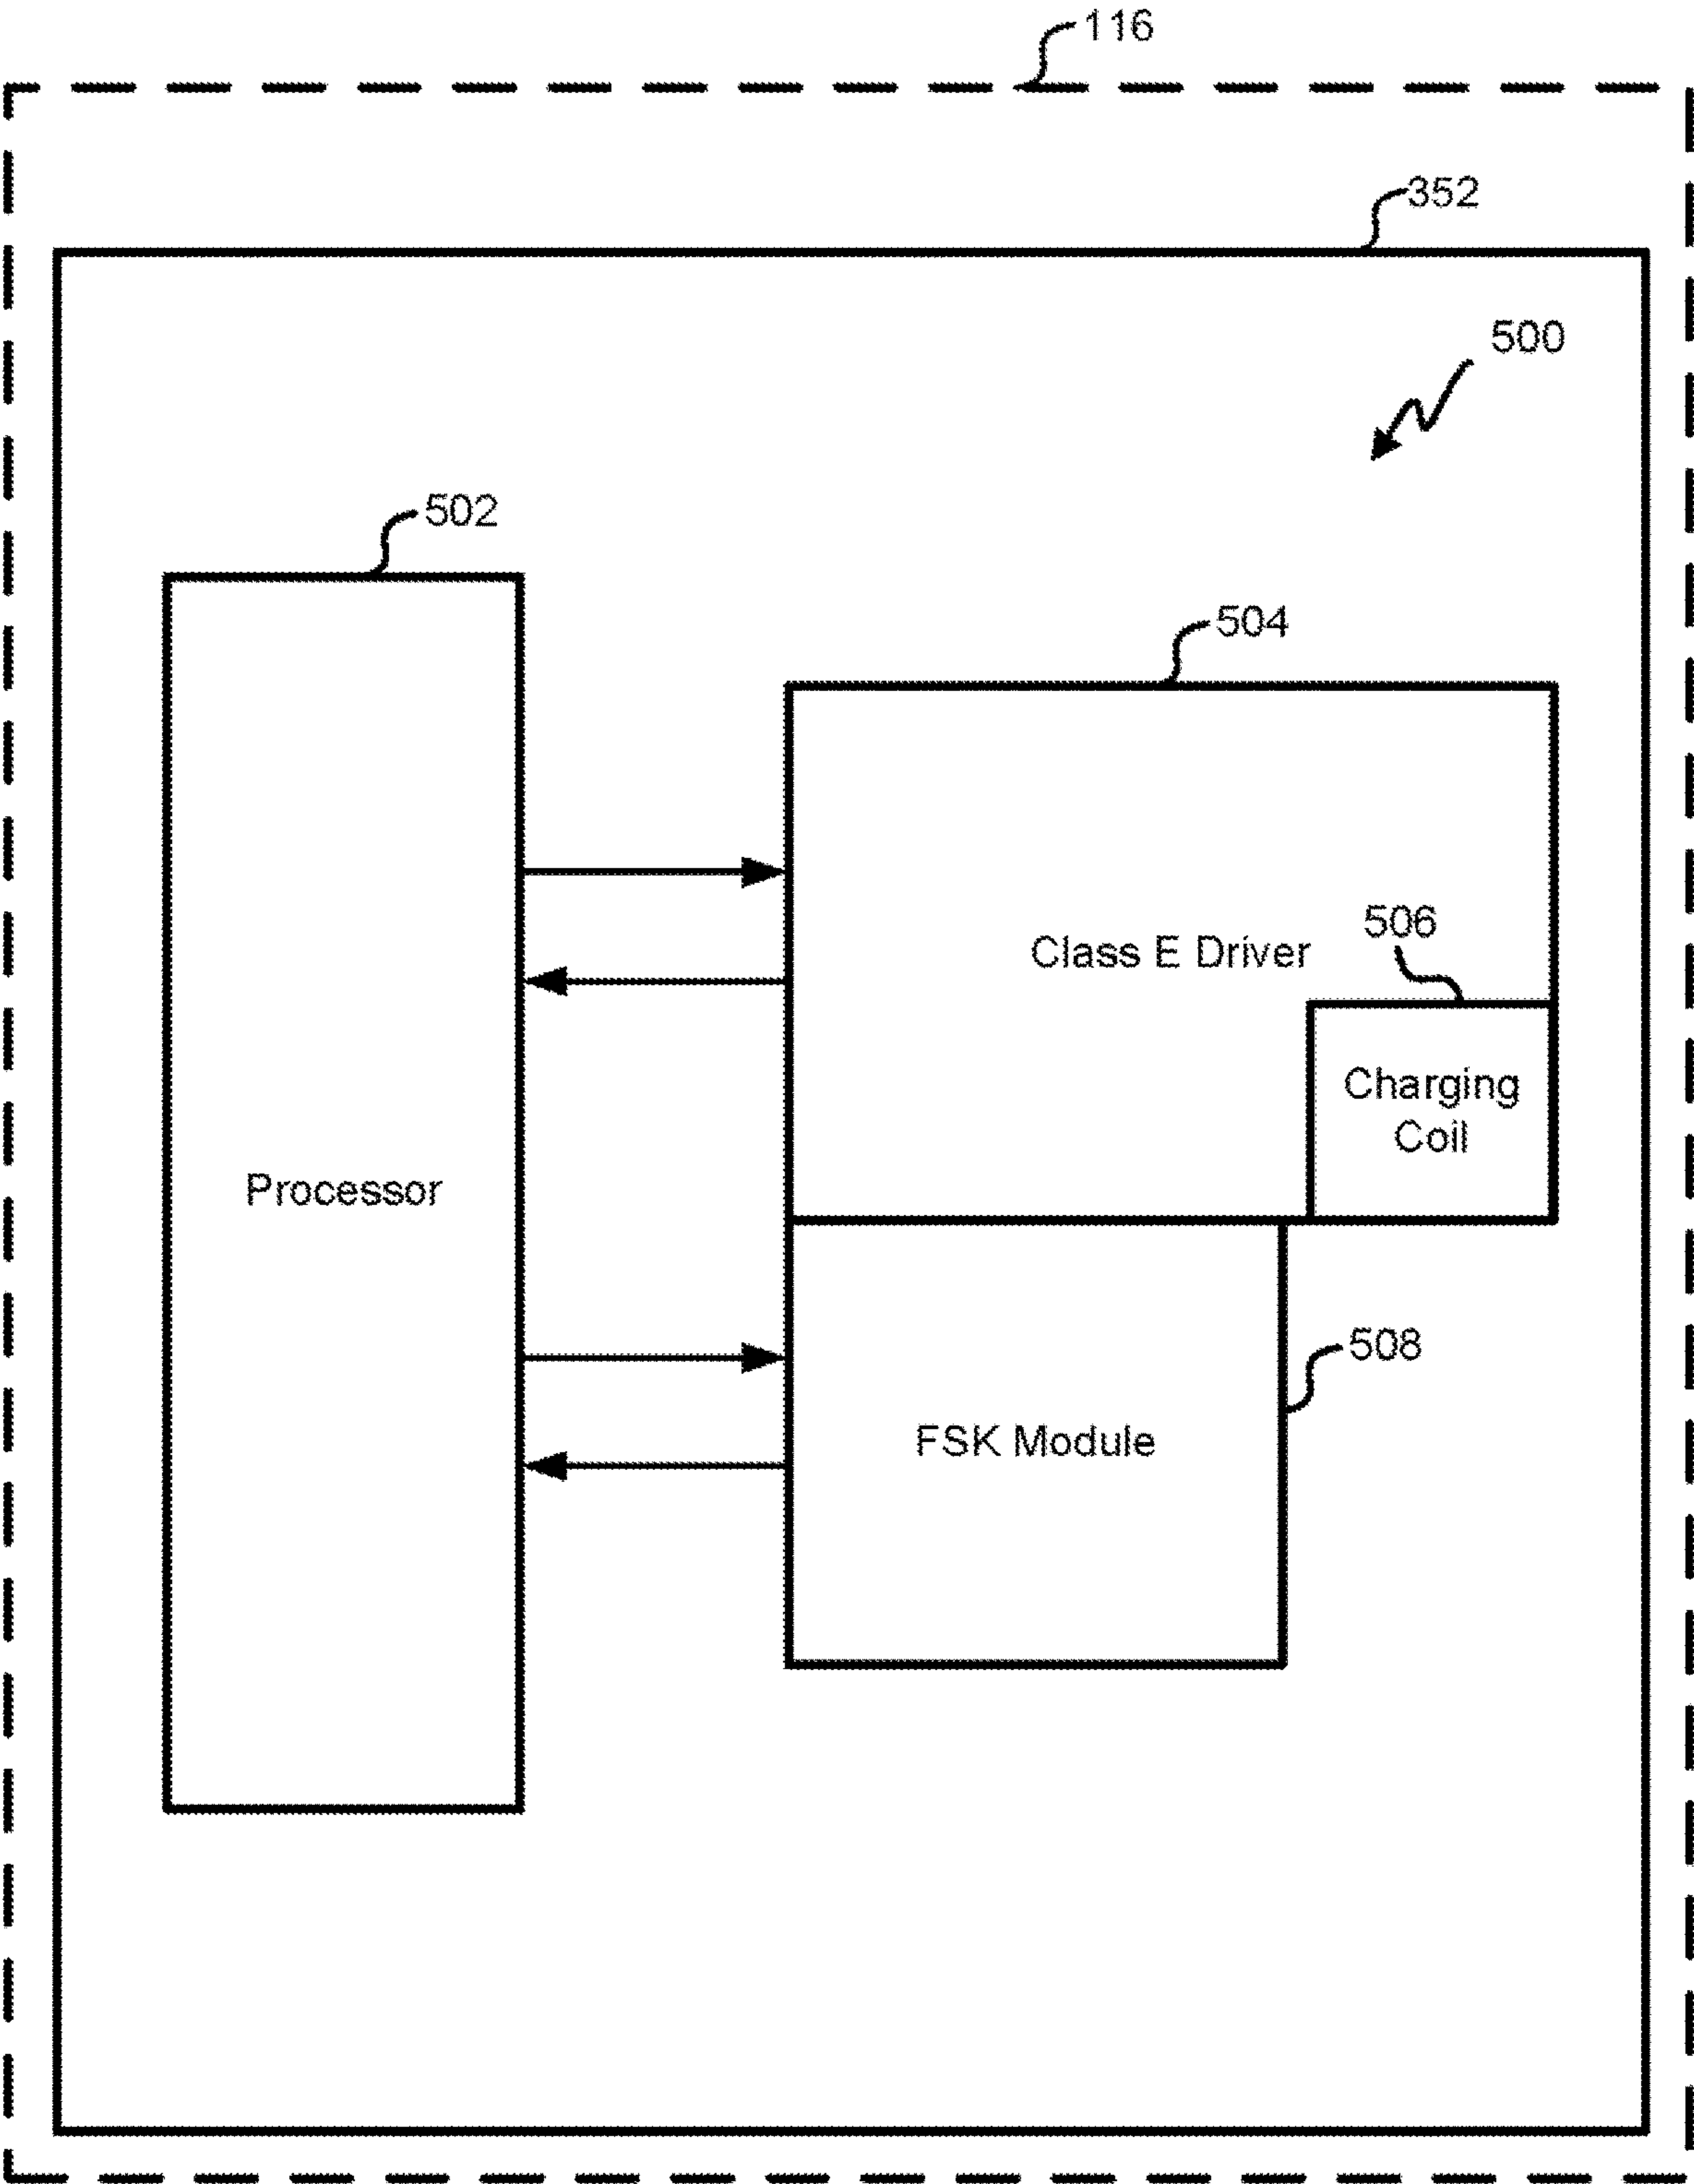 116
352
500
502
504
Class E Driver
506
Charging
Coil
Processor
508
FSK Module